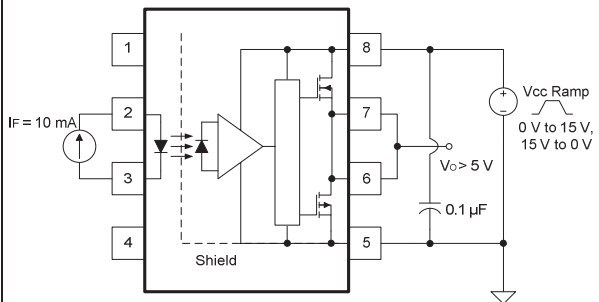 1
2
3
4
8
7
6
5
IF = 10 mA
Shield
VO > 5 V
0.1 µF
+
−
Vcc Ramp
0 V to 15 V,
15 V to 0 V